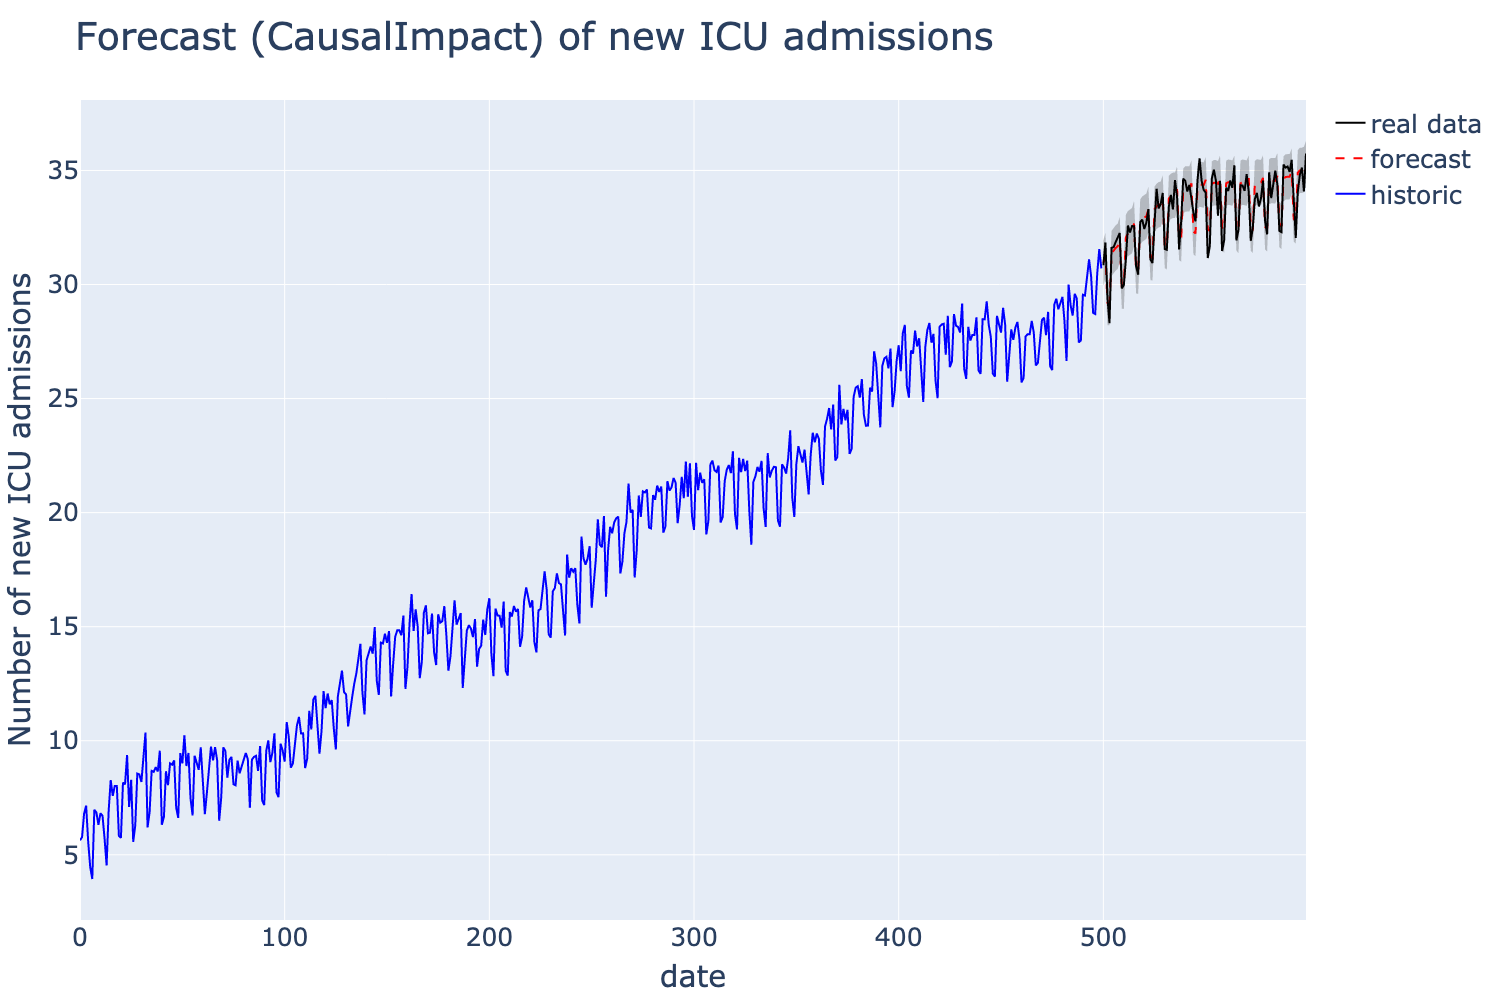 Forecast (CausalImpact) of new ICU admissions
real data
forecast
historic
Number of new ICU admissions
35
30
25
20
15
10
5
0 100 200 300 400 500
date